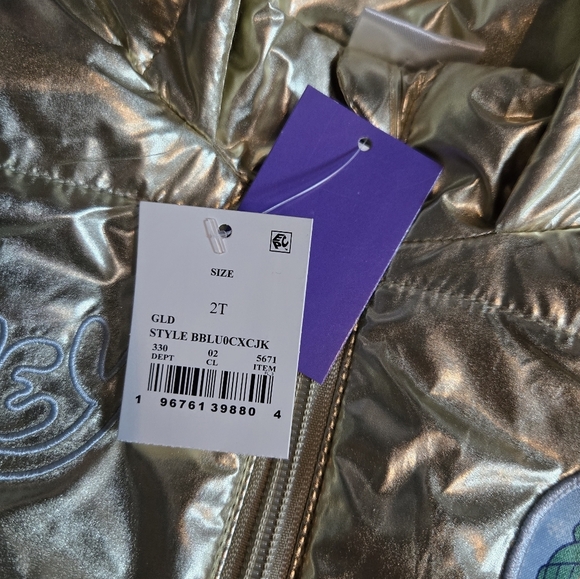 SIZE
2T
GLD
STYLE BBLU0CXCJK
330 02 5671
DEPT CL ITEM
1 96761 39880 4